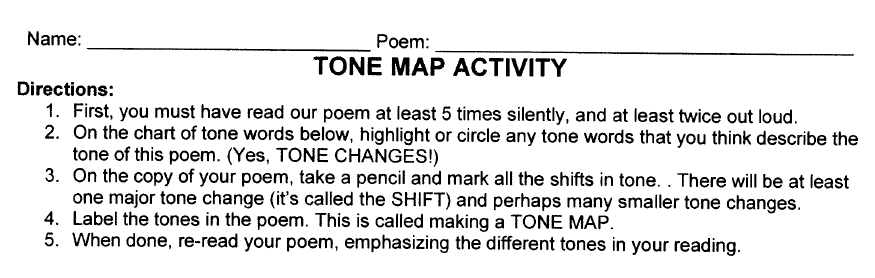 Name: ____________________ Poem: ____________________
TONE MAP ACTIVITY
Directions:
1. First, you must have read our poem at least 5 times silently, and at least twice out loud.
2. On the chart of tone words below, highlight or circle any tone words that you think describe the
tone of this poem. (Yes, TONE CHANGES!)
3. On the copy of your poem, take a pencil and mark all the shifts in tone. . There will be at least
one major tone change (it's called the SHIFT) and perhaps many smaller tone changes.
4. Label the tones in the poem. This is called making a TONE MAP.
5. When done, re-read your poem, emphasizing the different tones in your reading.